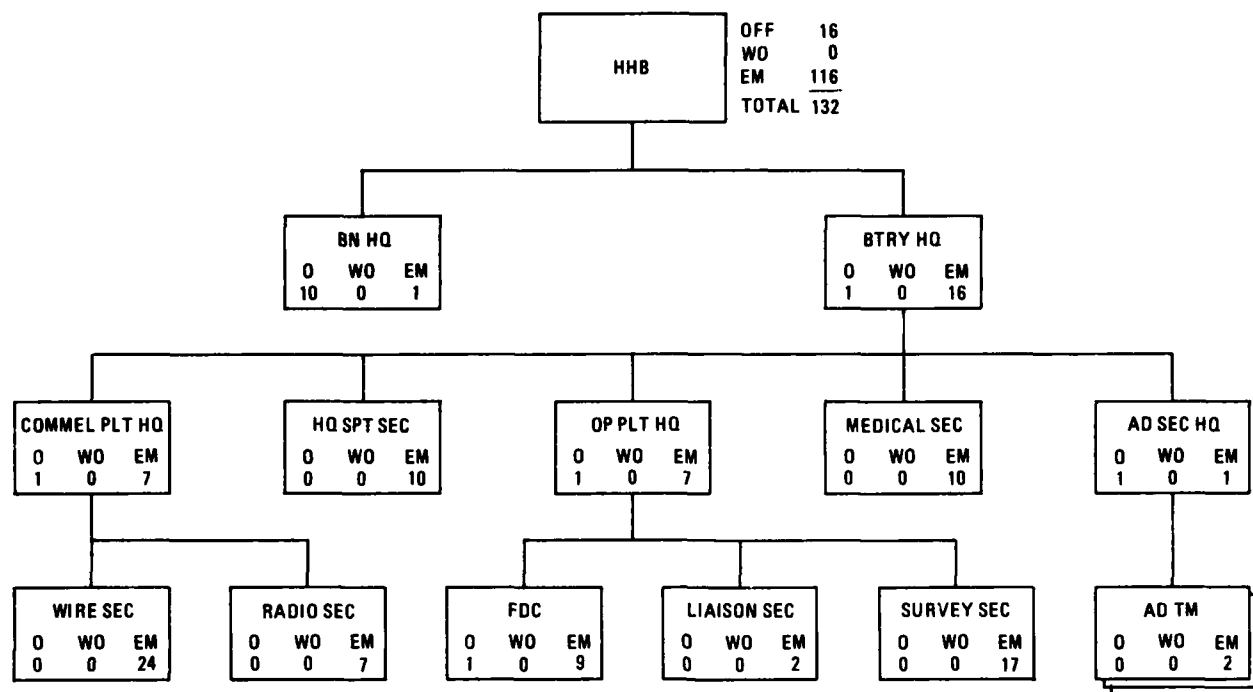 HHB
OFF 16
WO 0
EM 116
TOTAL 132
BN HQ
O WO EM
10 0 1
BTRY HQ
O WO EM
1 0 16
COMMEL PLT HQ
O WO EM
1 0 7
HQ SPT SEC
O WO EM
0 0 10
OP PLT HQ
O WO EM
1 0 7
MEDICAL SEC
O WO EM
0 0 10
AD SEC HQ
O WO EM
1 0 1
WIRE SEC
O WO EM
0 0 24
RADIO SEC
O WO EM
0 0 7
FDC
O WO EM
1 0 9
LIAISON SEC
O WO EM
0 0 2
SURVEY SEC
O WO EM
0 0 17
AD TM
O WO EM
0 0 2